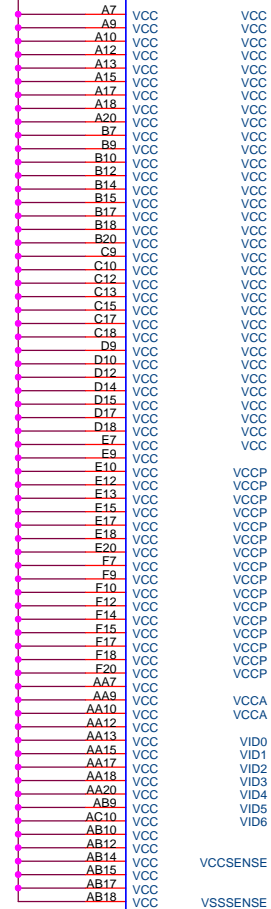 A7 VCC VCC
A9 VCC VCC
A10 VCC VCC
A12 VCC VCC
A13 VCC VCC
A15 VCC VCC
A17 VCC VCC
A18 VCC VCC
A20 VCC VCC
B7 VCC VCC
B9 VCC VCC
B10 VCC VCC
B12 VCC VCC
B14 VCC VCC
B15 VCC VCC
B17 VCC VCC
B18 VCC VCC
B20 VCC VCC
C9 VCC VCC
C10 VCC VCC
C12 VCC VCC
C13 VCC VCC
C15 VCC VCC
C17 VCC VCC
C18 VCC VCC
D9 VCC VCC
D10 VCC VCC
D12 VCC VCC
D14 VCC VCC
D15 VCC VCC
D17 VCC VCC
D18 VCC VCC
E7 VCC VCC
E9 VCC
E10 VCC VCCP
E12 VCC VCCP
E13 VCC VCCP
E15 VCC VCCP
E17 VCC VCCP
E18 VCC VCCP
E20 VCC VCCP
F7 VCC VCCP
F9 VCC VCCP
F10 VCC VCCP
F12 VCC VCCP
F14 VCC VCCP
F15 VCC VCCP
F17 VCC VCCP
F18 VCC VCCP
F20 VCC VCCP
AA7 VCC
AA9 VCC VCCA
AA10 VCC VCCA
AA12 VCC
AA13 VCC VID0
AA15 VCC VID1
AA17 VCC VID2
AA18 VCC VID3
AA20 VCC VID4
AB9 VCC VID5
AC10 VCC VID6
AB10 VCC
AB12 VCC
AB14 VCC VCCSENSE
AB15 VCC
AB17 VCC
AB18 VCC VSSSENSE